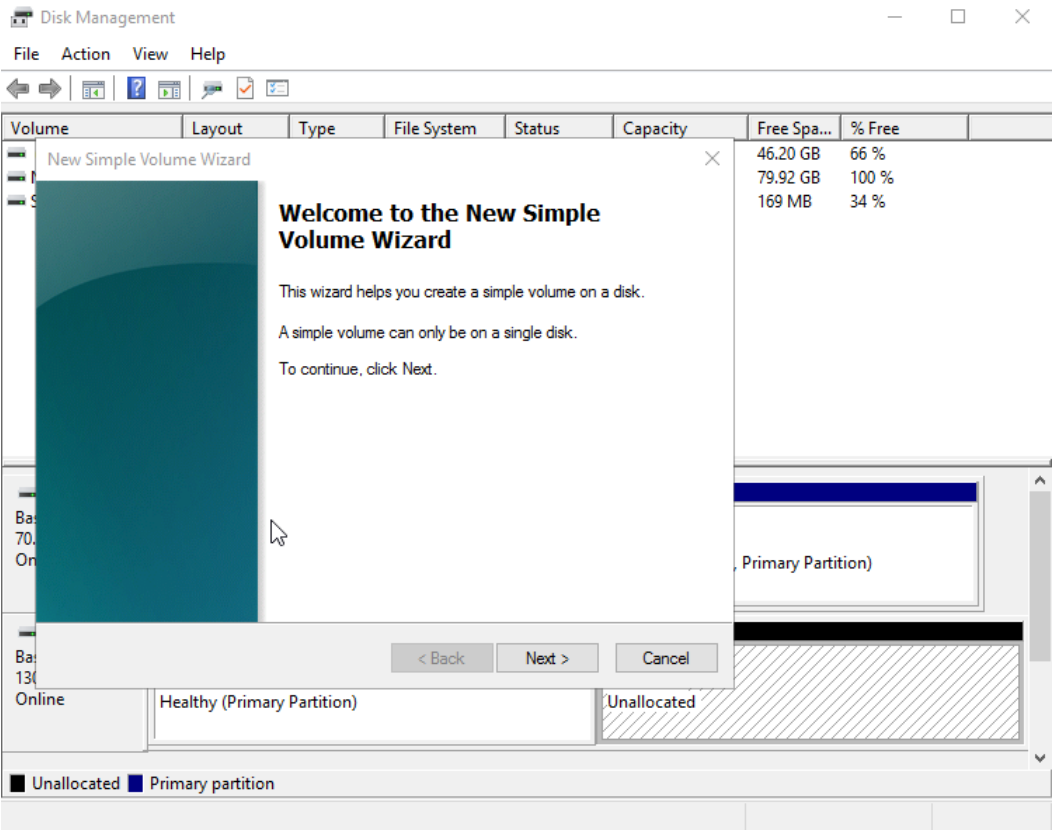 Disk Management
File Action View Help
Volume Layout Type File System Status Capacity Free Spa... % Free
46.20 GB 66 %
79.92 GB 100 %
169 MB 34 %
New Simple Volume Wizard
Welcome to the New Simple
Volume Wizard
This wizard helps you create a simple volume on a disk.
A simple volume can only be on a single disk.
To continue, click Next.
< Back Next > Cancel
70.
, Primary Partition)
Online
Healthy (Primary Partition)
Unallocated
Unallocated Primary partition